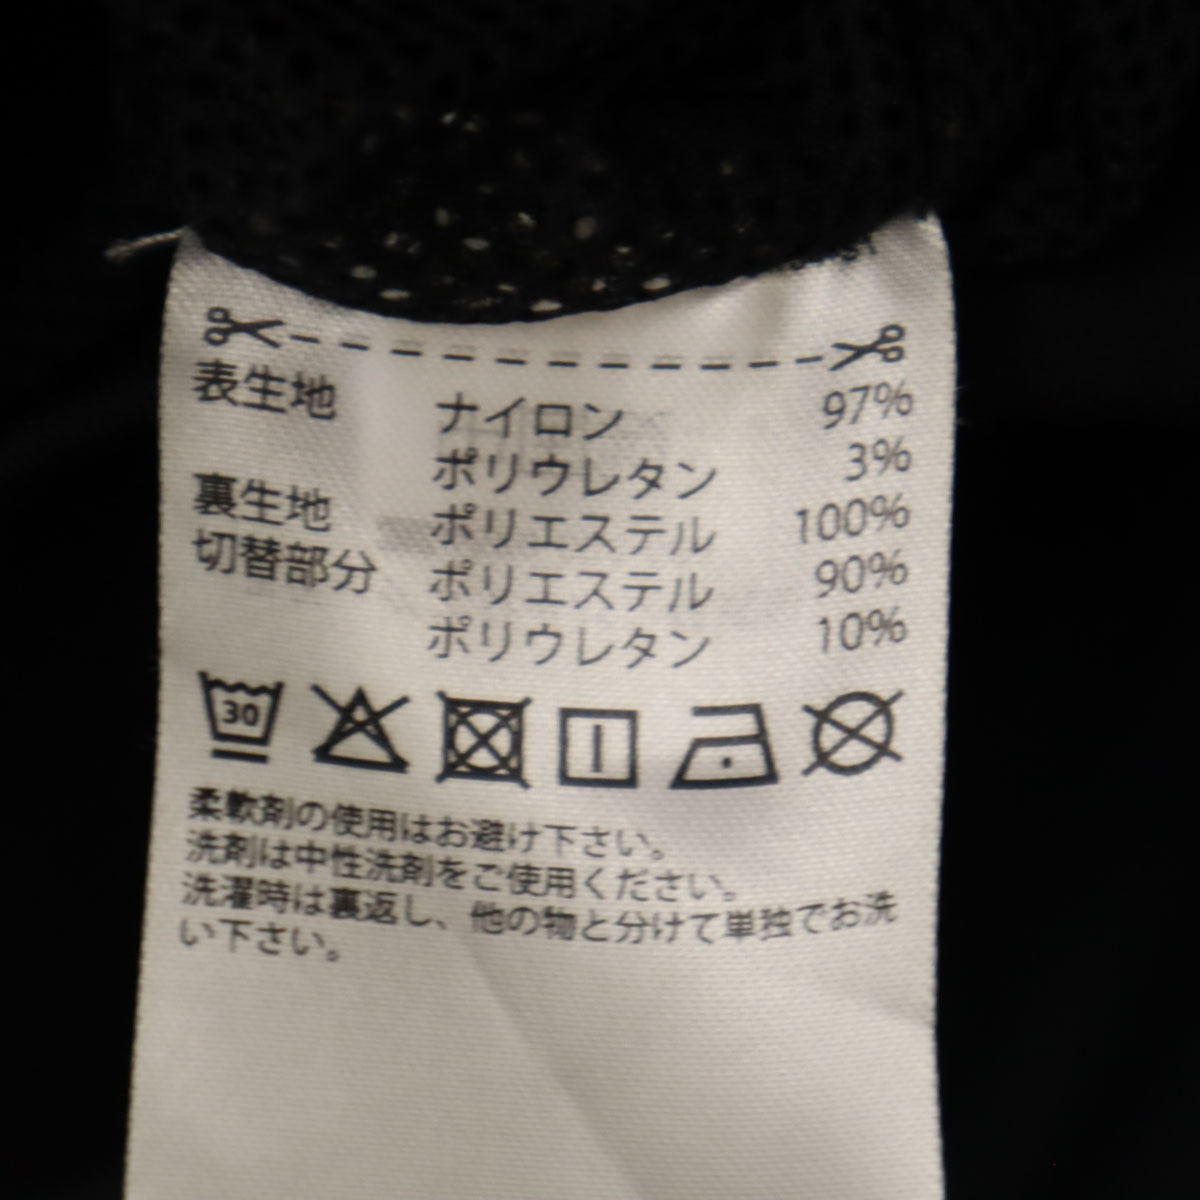 表生地 ナイロン 97%
ポリウレタン 3%
裏生地 ポリエステル 100%
切替部分 ポリエステル 90%
ポリウレタン 10%
30
柔軟剤の使用はお避け下さい。
洗剤は中性洗剤をご使用ください。
洗濯時は裏返し、他の物と分けて単独でお洗
い下さい。